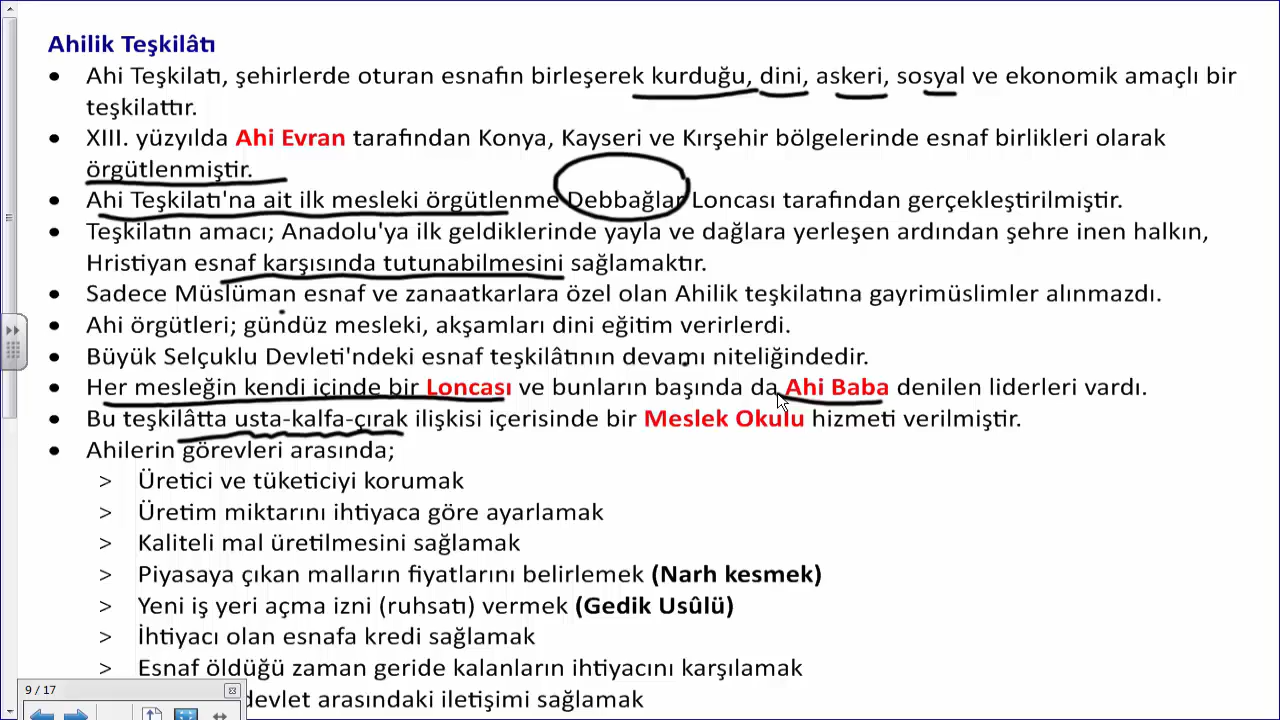 Ahilik Teşkilâtı
• Ahi Teşkilatı, şehirlerde oturan esnafın birleşerek kurduğu, dini, askeri, sosyal ve ekonomik amaçlı bir
teşkilattır.
• XIII. yüzyılda Ahi Evran tarafından Konya, Kayseri ve Kırşehir bölgelerinde esnaf birlikleri olarak
örgütlenmiştir.
• Ahi Teşkilatı'na ait ilk mesleki örgütlenme Debbağlar Loncası tarafından gerçekleştirilmiştir.
• Teşkilatın amacı; Anadolu'ya ilk geldiklerinde yayla ve dağlara yerleşen ardından şehre inen halkın,
Hristiyan esnaf karşısında tutunabilmesini sağlamaktır.
• Sadece Müslüman esnaf ve zanaatkarlara özel olan Ahilik teşkilatına gayrimüslimler alınmazdı.
• Ahi örgütleri; gündüz mesleki, akşamları dini eğitim verirlerdi.
• Büyük Selçuklu Devleti'ndeki esnaf teşkilâtının devamı niteliğindedir.
• Her mesleğin kendi içinde bir Loncası ve bunların başında da Ahi Baba denilen liderleri vardı.
• Bu teşkilâtta usta-kalfa-çırak ilişkisi içerisinde bir Meslek Okulu hizmeti verilmiştir.
• Ahilerin görevleri arasında;
> Üretici ve tüketiciyi korumak
> Üretim miktarını ihtiyaca göre ayarlamak
> Kaliteli mal üretilmesini sağlamak
> Piyasaya çıkan malların fiyatlarını belirlemek (Narh kesmek)
> Yeni iş yeri açma izni (ruhsatı) vermek (Gedik Usûlü)
> İhtiyacı olan esnafa kredi sağlamak
> Esnaf öldüğü zaman geride kalanların ihtiyacını karşılamak
devlet arasındaki iletişimi sağlamak
9 / 17